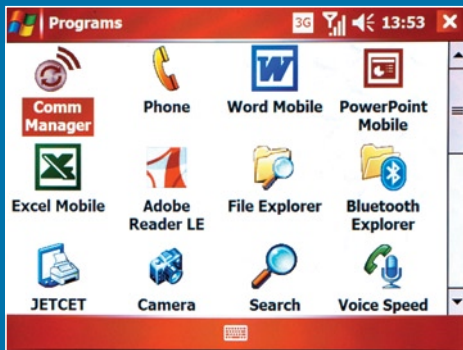 Programs 3G 13:53
Comm Manager
Phone
Word Mobile
PowerPoint Mobile
Excel Mobile
Adobe Reader LE
File Explorer
Bluetooth Explorer
JETCET
Camera
Search
Voice Speed